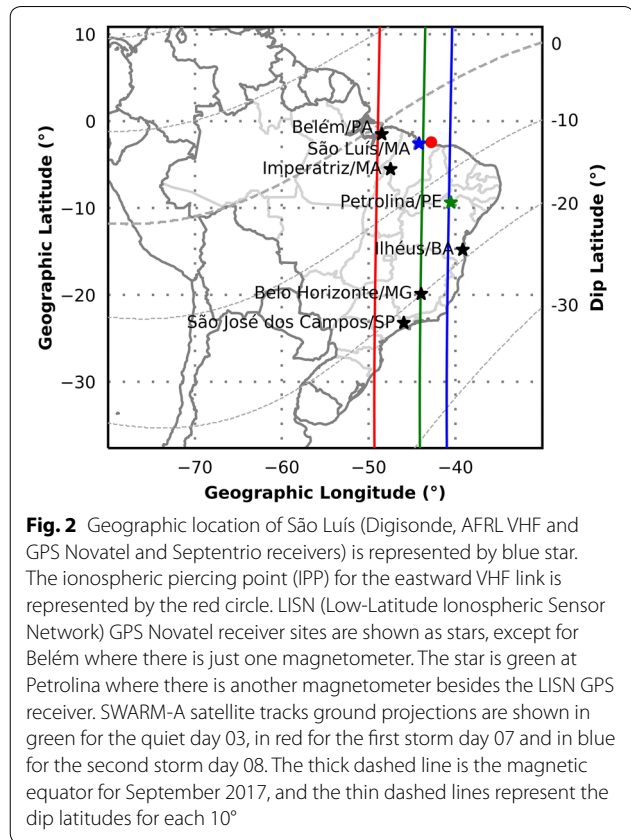 10
0
−10
−20
−30
Geographic Latitude (°)
Belém/PA
São Luís/MA
Imperatriz/MA
Petrolina/PE
Ilhéus/BA
Belo Horizonte/MG
São José dos Campos/SP
0
-10
-20
-30
Dip Latitude (°)
−70 −60 −50 −40
Geographic Longitude (°)
Fig. 2 Geographic location of São Luís (Digisonde, AFRL VHF and
GPS Novatel and Septentrio receivers) is represented by blue star.
The ionospheric piercing point (IPP) for the eastward VHF link is
represented by the red circle. LISN (Low-Latitude Ionospheric Sensor
Network) GPS Novatel receiver sites are shown as stars, except for
Belém where there is just one magnetometer. The star is green at
Petrolina where there is another magnetometer besides the LISN GPS
receiver. SWARM-A satellite tracks ground projections are shown in
green for the quiet day 03, in red for the first storm day 07 and in blue
for the second storm day 08. The thick dashed line is the magnetic
equator for September 2017, and the thin dashed lines represent the
dip latitudes for each 10°